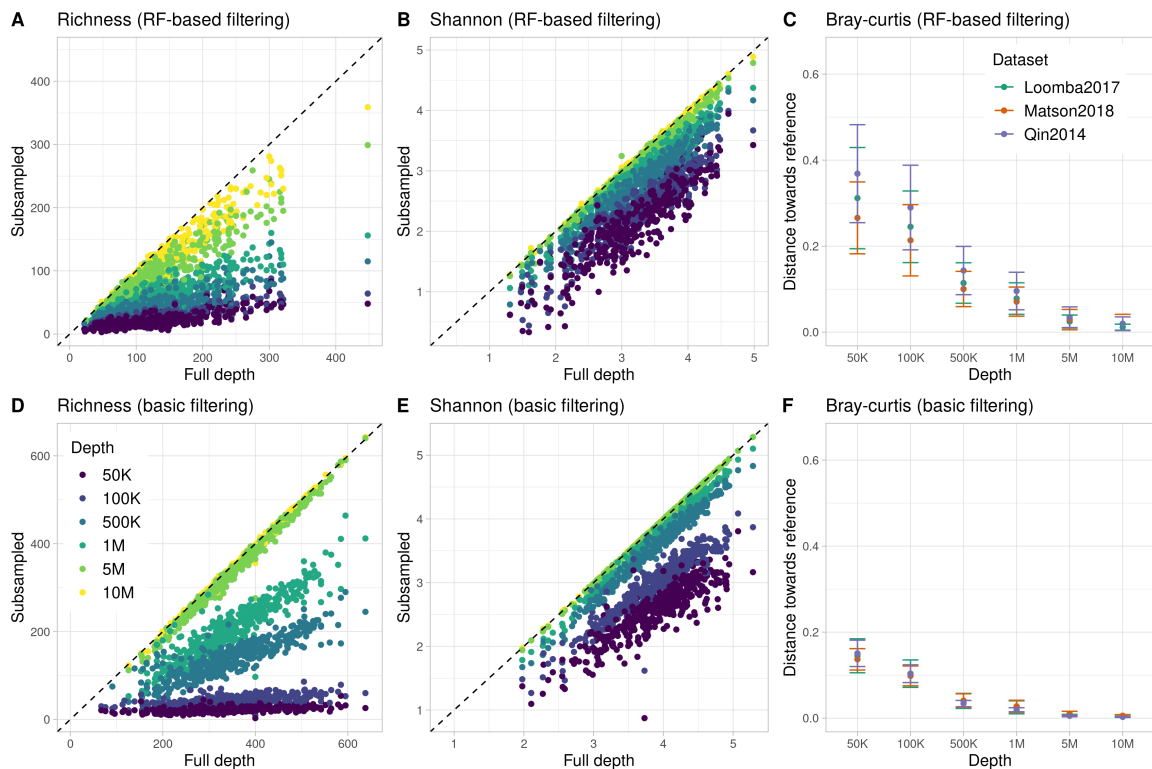 A Richness (RF-based filtering)
400
300
200
100
0
Subsampled
0 100 200 300 400
Full depth
B Shannon (RF-based filtering)
5
4
3
2
1
Subsampled
1 2 3 4 5
Full depth
C Bray-curtis (RF-based filtering)
Dataset
Loomba2017
Matson2018
Qin2014
0.6
0.4
0.2
0.0
Distance towards reference
50K 100K 500K 1M 5M 10M
Depth
D Richness (basic filtering)
Depth
50K
100K
500K
1M
5M
10M
600
400
200
0
Subsampled
0 200 400 600
Full depth
E Shannon (basic filtering)
5
4
3
2
1
Subsampled
1 2 3 4 5
Full depth
F Bray-curtis (basic filtering)
0.6
0.4
0.2
0.0
Distance towards reference
50K 100K 500K 1M 5M 10M
Depth